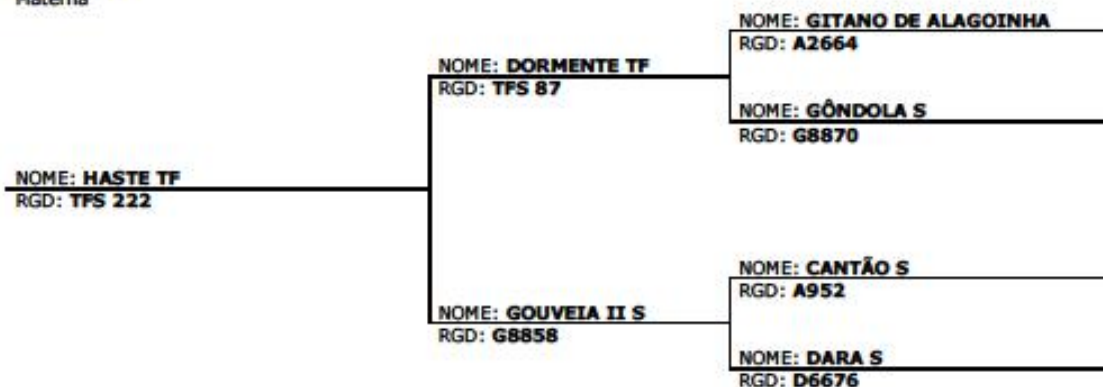 Materna
NOME: GITANO DE ALAGOINHA
RGD: A2664
NOME: DORMENTE TF
RGD: TFS 87
NOME: GÔNDOLA S
RGD: G8870
NOME: HASTE TF
RGD: TFS 222
NOME: CANTÃO S
RGD: A952
NOME: GOUVEIA II S
RGD: G8858
NOME: DARA S
RGD: D6676